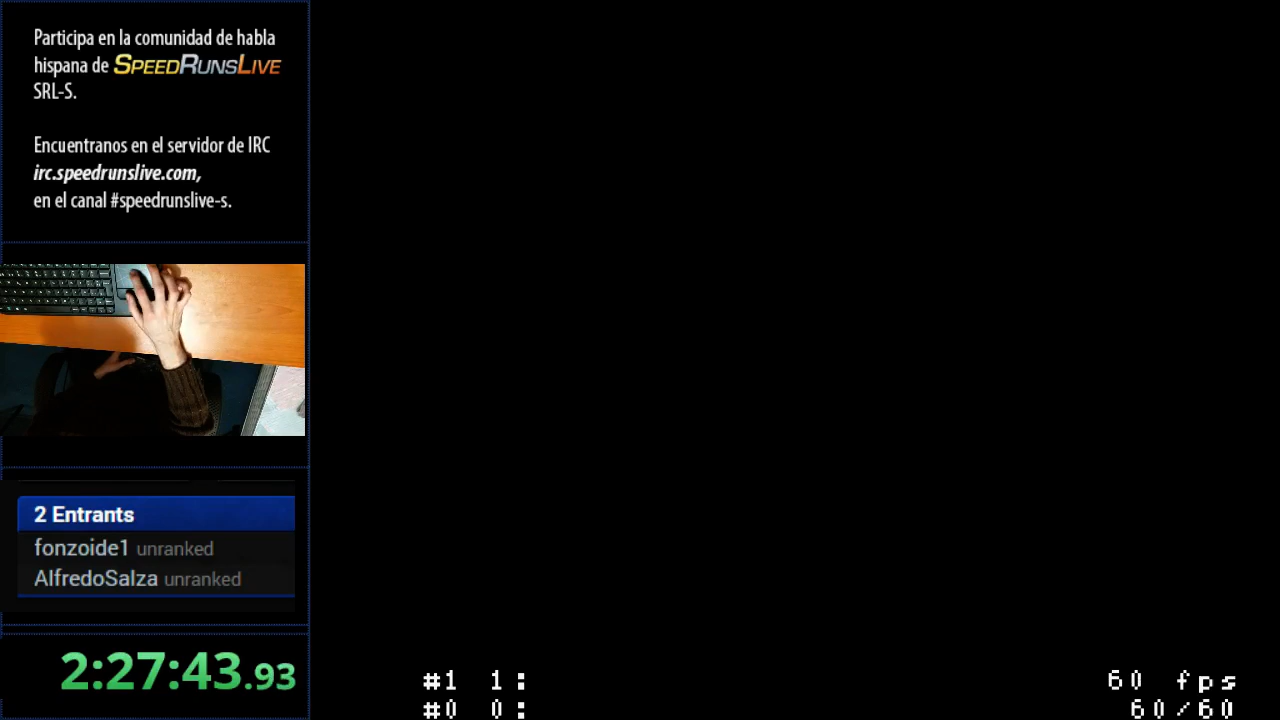 Participa en la comunidad de habla
hispana de SPEEDRUNSLIVE
SRL-S.
Encuentranos en el servidor de IRC
irc.speedrunslive.com,
en el canal #speedrunslive-s.
2 Entrants
fonzoide1 unranked
AlfredoSalza unranked
2:27:43.93
#1 1:
60 fps
#0 0:
60/60